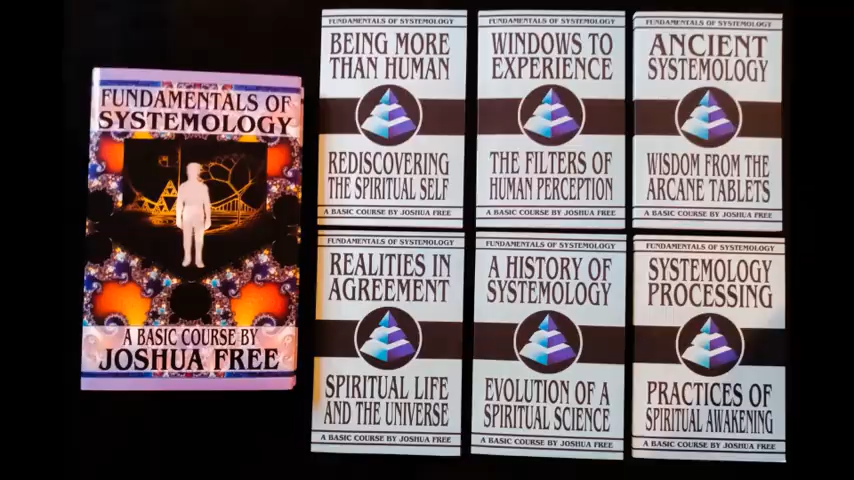 FUNDAMENTALS OF
SYSTEMOLOGY
A BASIC COURSE BY
JOSHUA FREE
FUNDAMENTALS OF SYSTEMOLOGY
BEING MORE
THAN HUMAN
REDISCOVERING
THE SPIRITUAL SELF
A BASIC COURSE BY JOSHUA FREE
FUNDAMENTALS OF SYSTEMOLOGY
WINDOWS TO
EXPERIENCE
THE FILTERS OF
HUMAN PERCEPTION
A BASIC COURSE BY JOSHUA FREE
FUNDAMENTALS OF SYSTEMOLOGY
ANCIENT
SYSTEMOLOGY
WISDOM FROM THE
ARCANE TABLETS
A BASIC COURSE BY JOSHUA FREE
FUNDAMENTALS OF SYSTEMOLOGY
REALITIES IN
AGREEMENT
SPIRITUAL LIFE
AND THE UNIVERSE
A BASIC COURSE BY JOSHUA FREE
FUNDAMENTALS OF SYSTEMOLOGY
A HISTORY OF
SYSTEMOLOGY
EVOLUTION OF A
SPIRITUAL SCIENCE
A BASIC COURSE BY JOSHUA FREE
FUNDAMENTALS OF SYSTEMOLOGY
SYSTEMOLOGY
PROCESSING
PRACTICES OF
SPIRITUAL AWAKENING
A BASIC COURSE BY JOSHUA FREE